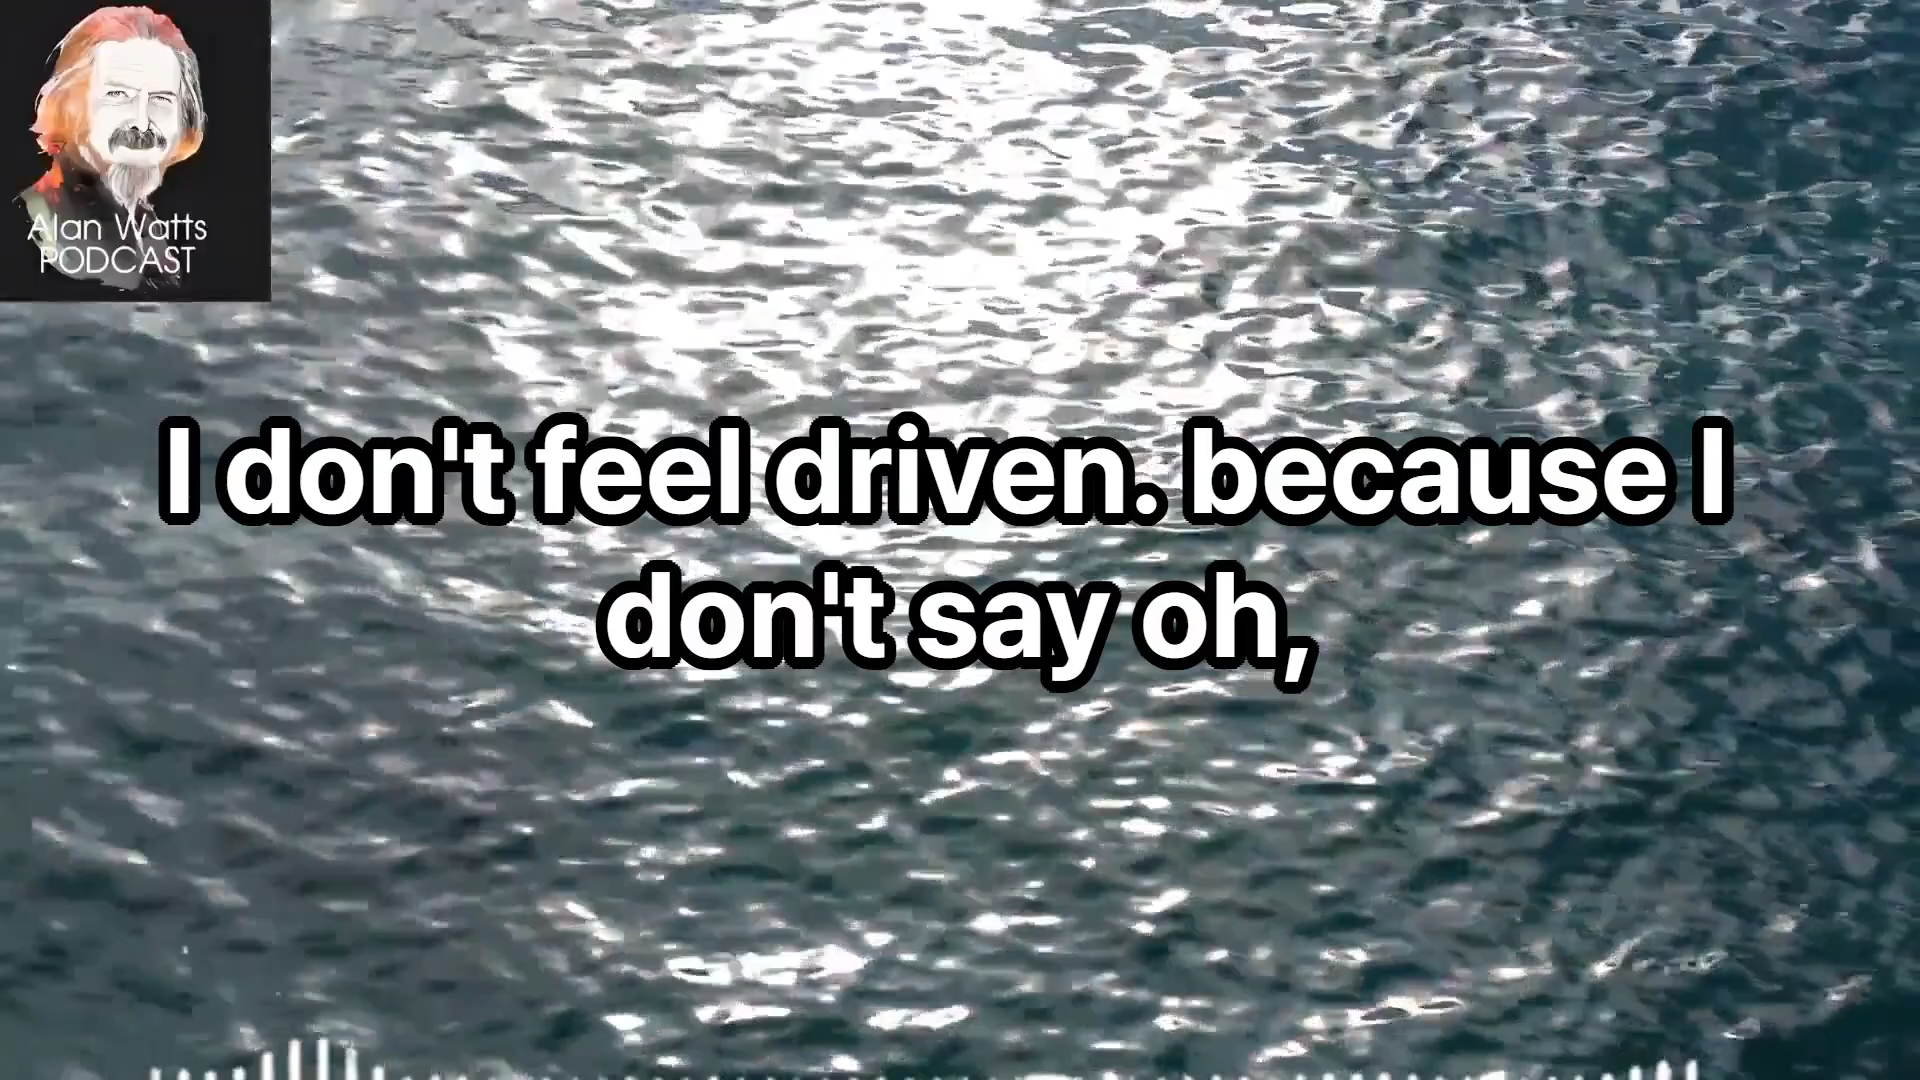 Alan Watts
PODCAST
I don't feel driven. because I
don't say oh,